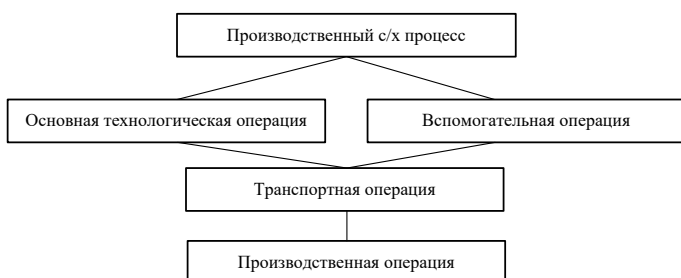 Производственный с/х процесс
Основная технологическая операция
Вспомогательная операция
Транспортная операция
Производственная операция